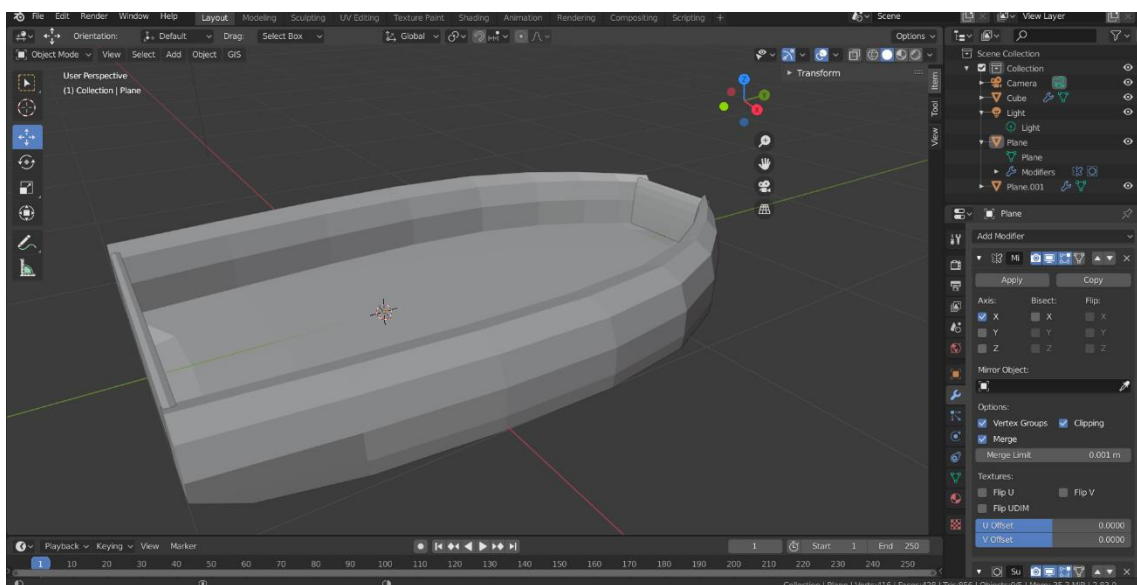 File Edit Render Window Help Layout Modeling Sculpting UV Editing Texture Paint Shading Animation Rendering Compositing Scripting + Scene View Layer
Orientation: Default Drag: Select Box Global Options
Object Mode View Select Add Object GIS
User Perspective
(1) Collection | Plane
Transform
Item
Tool
View
Z
Y
X
Scene Collection
Collection
Camera
Cube
Light
Light
Plane
Plane
Modifiers
Plane.001
Plane
Add Modifier
Mi
Apply Copy
Axis: Bisect: Flip:
X X X
Y Y Y
Z Z Z
Mirror Object:
Options:
Vertex Groups Clipping
Merge
Merge Limit 0.001 m
Textures:
Flip U Flip V
Flip UDIM
U Offset 0.0000
V Offset 0.0000
Su
Playback Keying View Marker 1 Start 1 End 250
1 10 20 30 40 50 60 70 80 90 100 110 120 130 140 150 160 170 180 190 200 210 220 230 240 250